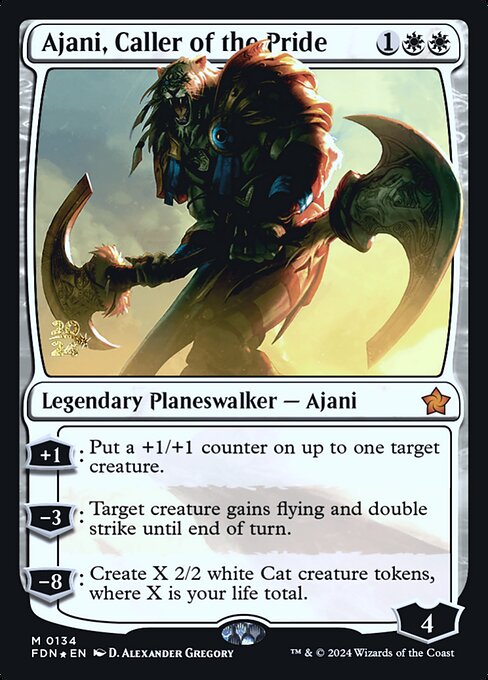 Ajani, Caller of the Pride 1
Legendary Planeswalker — Ajani
+1 : Put a +1/+1 counter on up to one target
creature.
−3 : Target creature gains flying and double
strike until end of turn.
−8 : Create X 2/2 white Cat creature tokens,
where X is your life total.
4
M 0134
FDN★EN D. Alexander Gregory ™ & © 2024 Wizards of the Coast